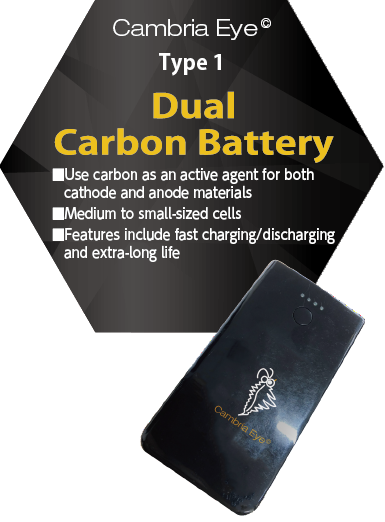 Cambria Eye©
Type 1
Dual
Carbon Battery
■Use carbon as an active agent for both
cathode and anode materials
■Medium to small-sized cells
■Features include fast charging/discharging
and extra-long life
Cambria Eye©